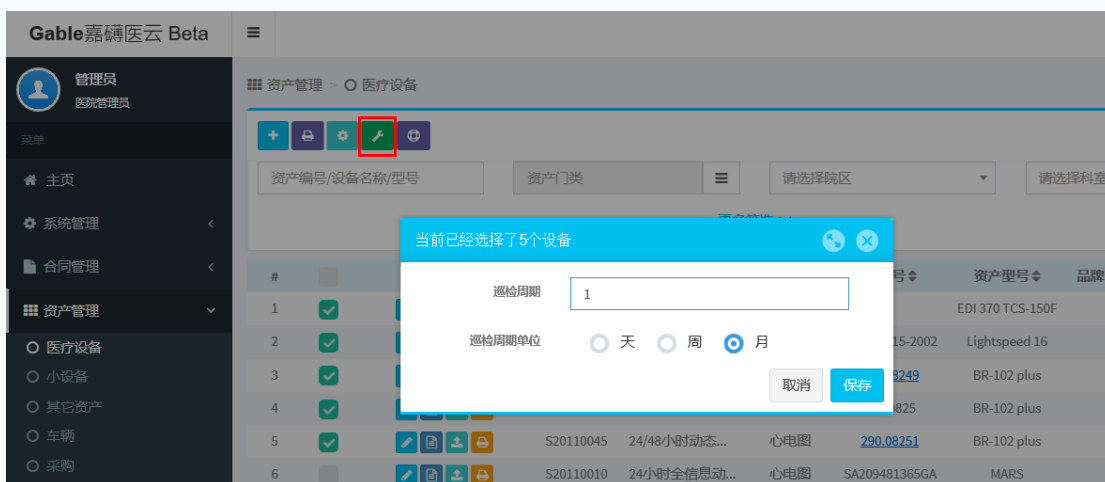 Gable嘉礴医云 Beta
管理员
医院管理员
菜单
主页
系统管理
合同管理
资产管理
医疗设备
小设备
其它资产
车辆
采购
资产管理 > 医疗设备
资产编号/设备名称/型号 资产门类 请选择院区 请选择科室
当前已经选择了5个设备
巡检周期 1
巡检周期单位 天 周 月
取消 保存
# 号 资产型号 品牌
1 EDI 370 TCS-150F
2 15-2002 Lightspeed 16
3 8249 BR-102 plus
4 0825 BR-102 plus
5 S20110045 24/48小时动态... 心电图 290.08251 BR-102 plus
6 S20110010 24小时全信息动... 心电图 SA209481365GA MARS